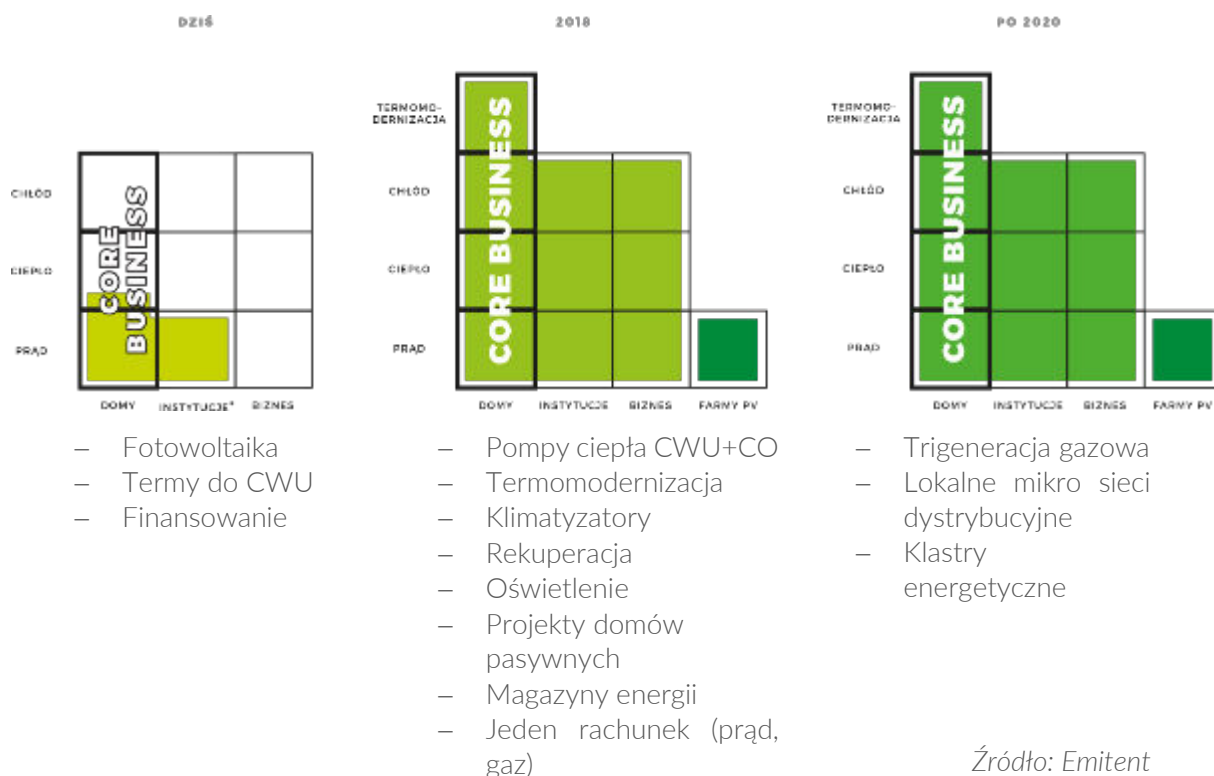 DZIŚ
CHŁÓD
CIEPŁO
PRĄD
CORE
BUSINESS
DOMY INSTYTUCJE* BIZNES
– Fotowoltaika
– Termy do CWU
– Finansowanie
2018
TERMOMO-
DERNIZACJA
CHŁÓD
CIEPŁO
PRĄD
CORE BUSINESS
DOMY INSTYTUCJE BIZNES FARMY PV
– Pompy ciepła CWU+CO
– Termomodernizacja
– Klimatyzatory
– Rekuperacja
– Oświetlenie
– Projekty domów
pasywnych
– Magazyny energii
– Jeden rachunek (prąd,
gaz)
PO 2020
TERMOMO-
DERNIZACJA
CHŁÓD
CIEPŁO
PRĄD
CORE BUSINESS
DOMY INSTYTUCJE BIZNES FARMY PV
– Trigeneracja gazowa
– Lokalne mikro sieci
dystrybucyjne
– Klastry
energetyczne
Źródło: Emitent